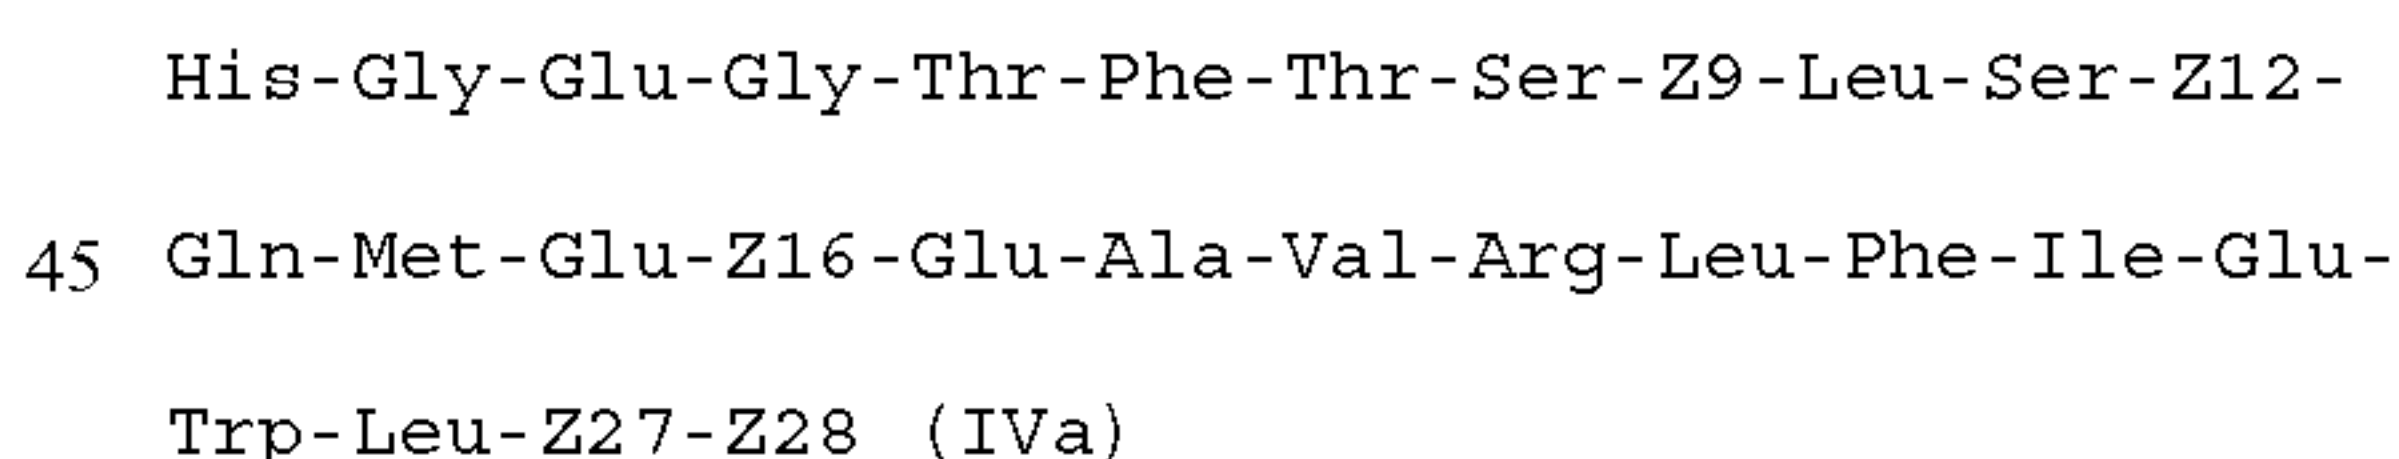 His-Gly-Glu-Gly-Thr-Phe-Thr-Ser-Z9-Leu-Ser-Z12-
45 Gln-Met-Glu-Z16-Glu-Ala-Val-Arg-Leu-Phe-Ile-Glu-
Trp-Leu-Z27-Z28 (IVa)